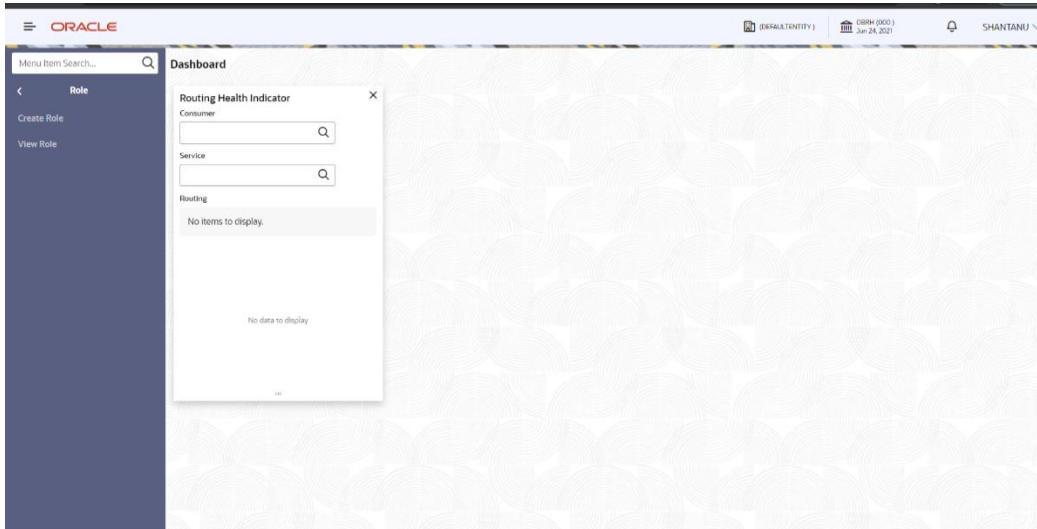 ORACLE
(DEFAULTENTITY)
OBRH (000)
Jun 24, 2021
SHANTANU
Menu Item Search...
Role
Create Role
View Role
Dashboard
Routing Health Indicator
Consumer
Service
Routing
No items to display.
No data to display